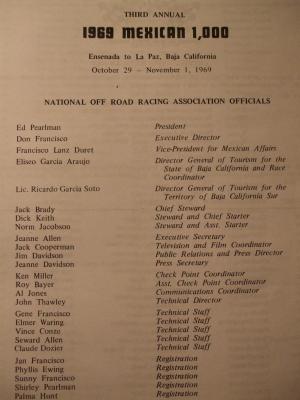 THIRD ANNUAL
1969 MEXICAN 1,000
Ensenada to La Paz, Baja California
October 29 – November 1, 1969
NATIONAL OFF ROAD RACING ASSOCIATION OFFICIALS
Ed Pearlman President
Don Francisco Executive Director
Francisco Lanz Duret Vice-President for Mexican Affairs
Eliseo Garcia Araujo Director General of Tourism for the
State of Baja California and Race
Coordinator
Lic. Ricardo Garcia Soto Director General of Tourism for the
Territory of Baja California Sur
Jack Brady Chief Steward
Dick Keith Steward and Chief Starter
Norm Jacobson Steward and Asst. Starter
Jeanne Allen Executive Secretary
Jack Cooperman Television and Film Coordinator
Jim Davidson Public Relations and Press Director
Jeanne Davidson Press Secretary
Ken Miller Check Point Coordinator
Roy Bayer Asst. Check Point Coordinator
Al Jones Communications Coordinator
John Thawley Technical Director
Gene Francisco Technical Staff
Elmer Waring Technical Staff
Vince Conze Technical Staff
Seward Allen Technical Staff
Claude Dozier Technical Staff
Jan Francisco Registration
Phyllis Ewing Registration
Sunny Francisco Registration
Shirley Pearlman Registration
Palma Hunt Registration